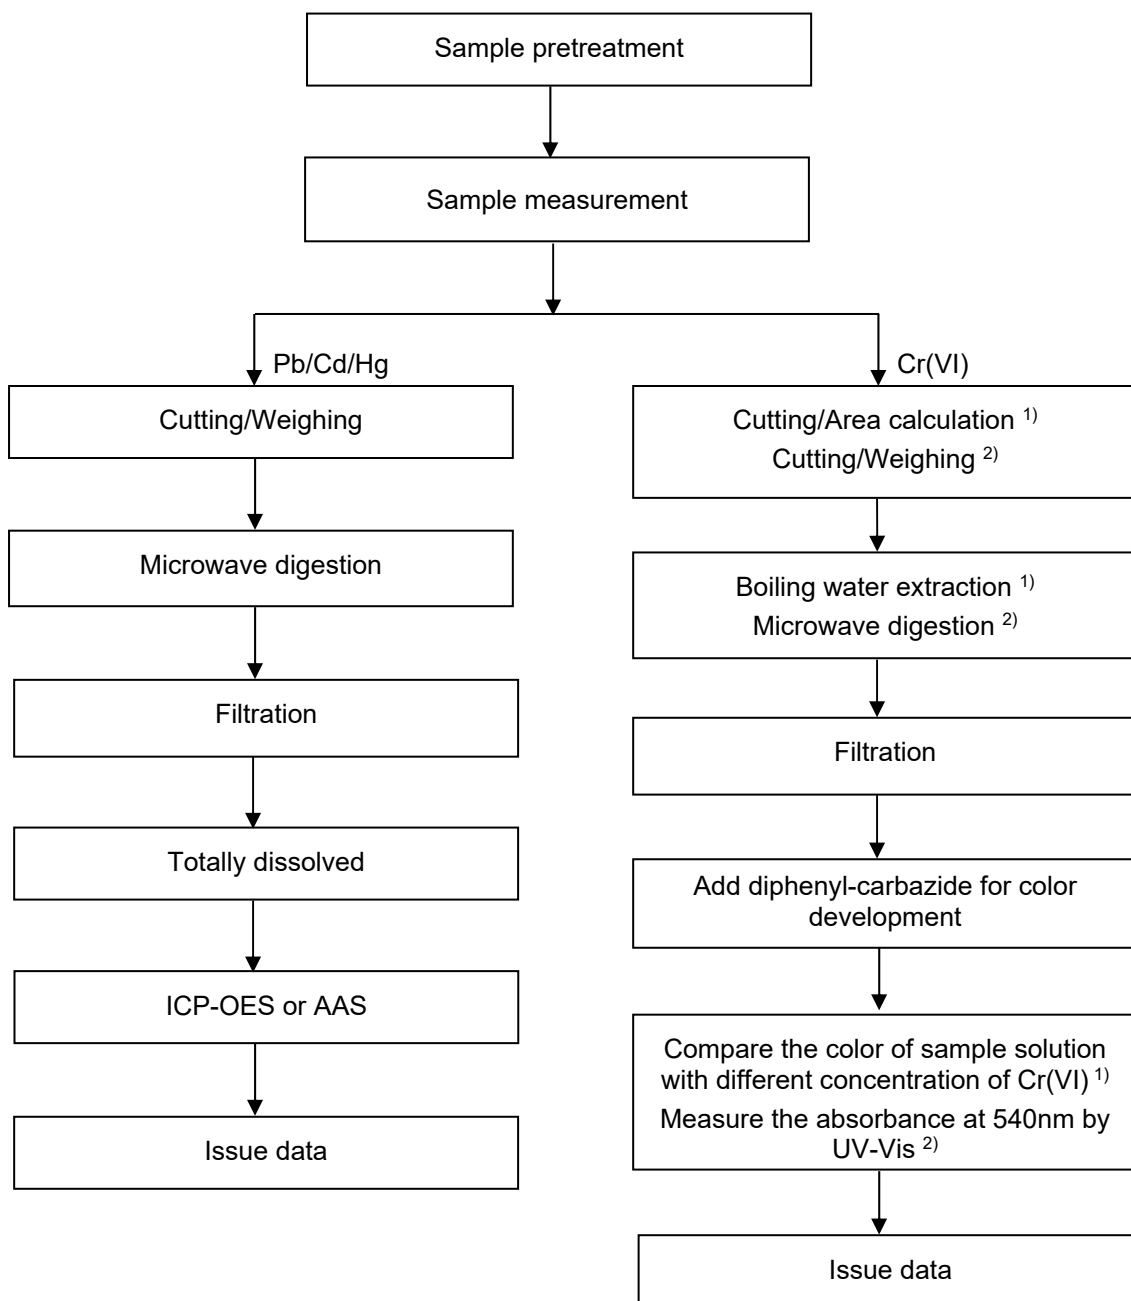 Sample pretreatment
Sample measurement
Pb/Cd/Hg
Cutting/Weighing
Microwave digestion
Filtration
Totally dissolved
ICP-OES or AAS
Issue data
Cr(VI)
Cutting/Area calculation 1)
Cutting/Weighing 2)
Boiling water extraction 1)
Microwave digestion 2)
Filtration
Add diphenyl-carbazide for color
development
Compare the color of sample solution
with different concentration of Cr(VI) 1)
Measure the absorbance at 540nm by
UV-Vis 2)
Issue data